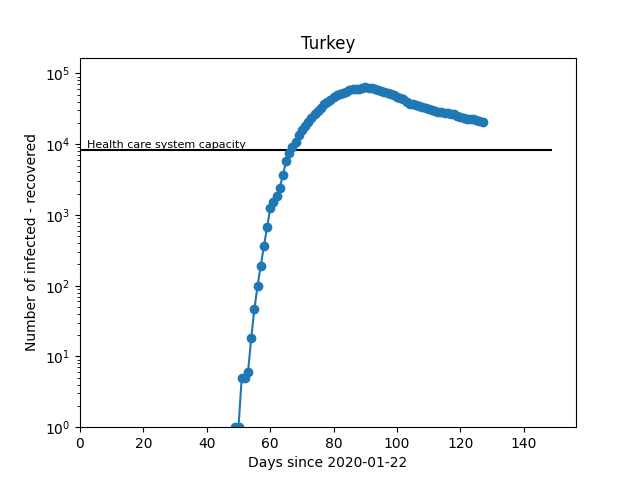 Turkey
Number of infected - recovered
10^5
10^4
10^3
10^2
10^1
10^0
Health care system capacity
0 20 40 60 80 100 120 140
Days since 2020-01-22